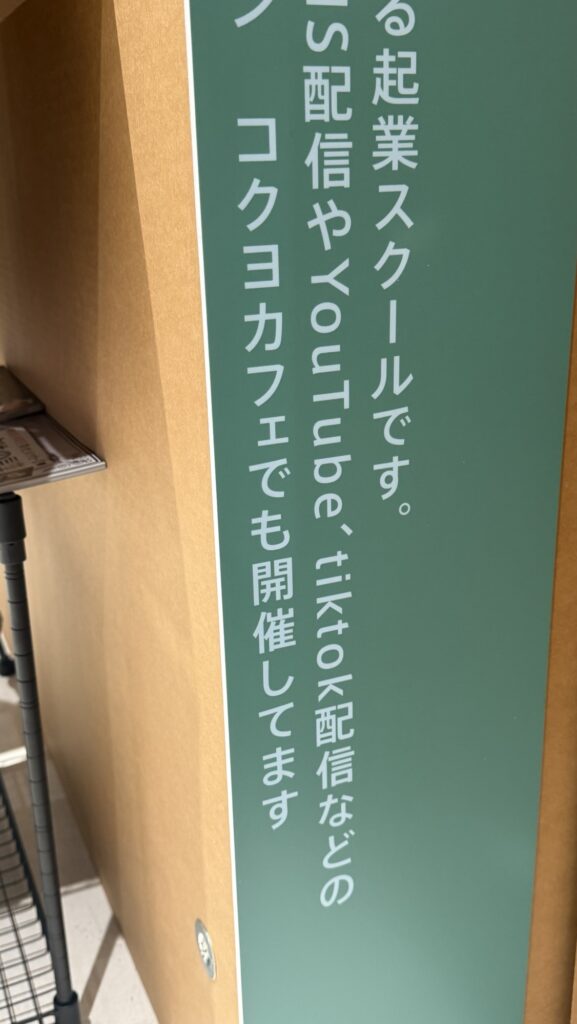 る起業スクールです。
NS配信やYouTube、tiktok配信などの
コクヨカフェでも開催してます